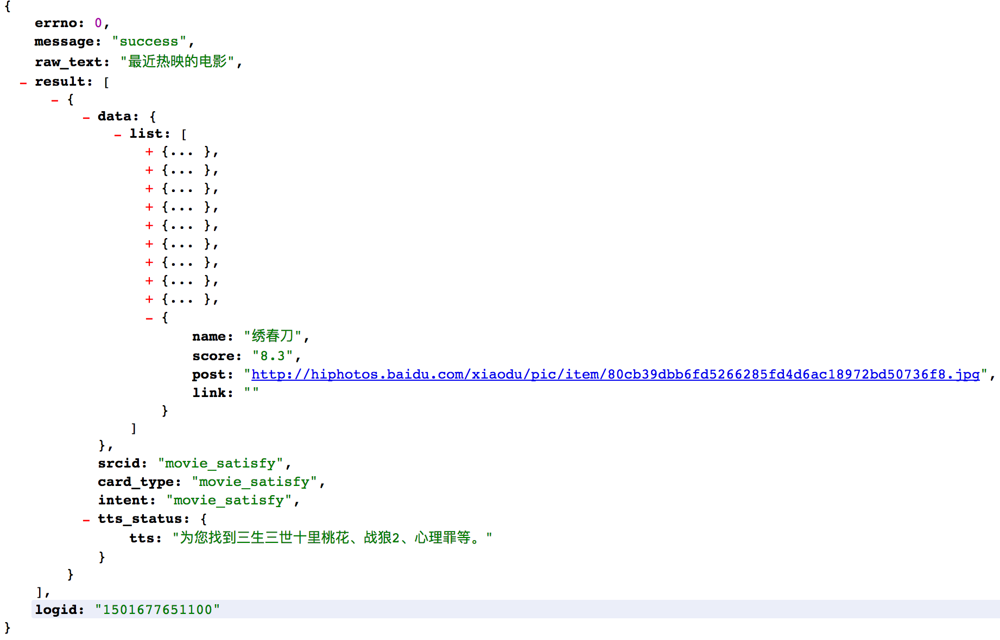 {
errno: 0,
message: "success",
raw_text: "最近热映的电影",
- result: [
- {
- data: {
- list: [
+ {... },
+ {... },
+ {... },
+ {... },
+ {... },
+ {... },
+ {... },
+ {... },
+ {... },
- {
name: "绣春刀",
score: "8.3",
post: "http://hiphotos.baidu.com/xiaodu/pic/item/80cb39dbb6fd5266285fd4d6ac18972bd50736f8.jpg",
link: ""
}
]
},
srcid: "movie_satisfy",
card_type: "movie_satisfy",
intent: "movie_satisfy",
- tts_status: {
tts: "为您找到三生三世十里桃花、战狼2、心理罪等。"
}
}
],
logid: "1501677651100"
}